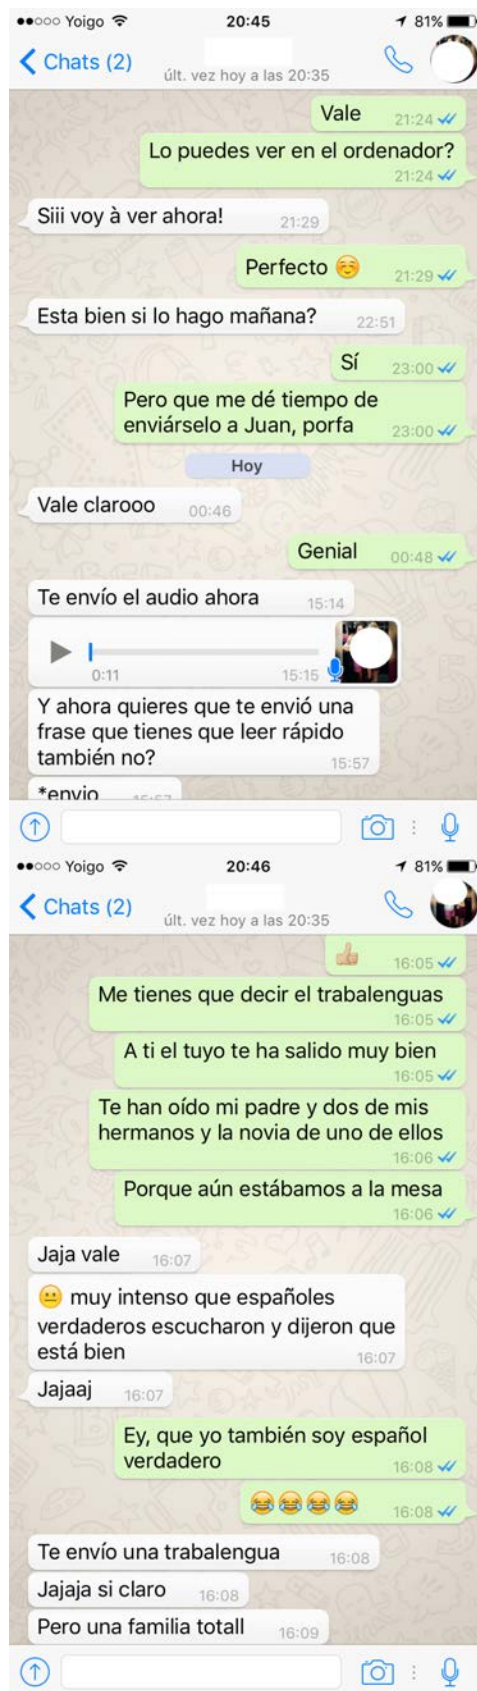 Yoigo 20:45 81%
Chats (2)
últ. vez hoy a las 20:35
Vale 21:24
Lo puedes ver en el ordenador?
21:24
Siii voy à ver ahora! 21:29
Perfecto ☺️ 21:29
Esta bien si lo hago mañana? 22:51
Sí 23:00
Pero que me dé tiempo de
enviárselo a Juan, porfa 23:00
Hoy
Vale clarooo 00:46
Genial 00:48
Te envío el audio ahora 15:14
0:11 15:15
Y ahora quieres que te envió una
frase que tienes que leer rápido
también no? 15:57
*envio 15:57
Yoigo 20:46 81%
Chats (2)
últ. vez hoy a las 20:35
👍 16:05
Me tienes que decir el trabalenguas
16:05
A ti el tuyo te ha salido muy bien
16:05
Te han oído mi padre y dos de mis
hermanos y la novia de uno de ellos
16:06
Porque aún estábamos a la mesa
16:06
Jaja vale 16:07
😐 muy intenso que españoles
verdaderos escucharon y dijeron que
está bien 16:07
Jajaaj 16:07
Ey, que yo también soy español
verdadero 16:08
😂😂😂😂 16:08
Te envío una trabalengua 16:08
Jajaja si claro 16:08
Pero una familia totall 16:09